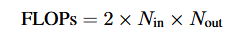 FLOPs = 2 × N_in × N_out